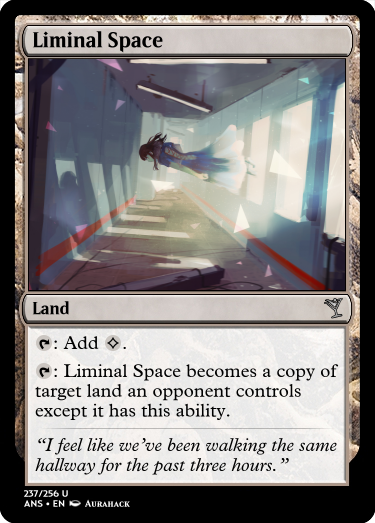 Liminal Space
Land
: Add .
: Liminal Space becomes a copy of
target land an opponent controls
except it has this ability.
“I feel like we’ve been walking the same
hallway for the past three hours.”
237/256 U
ANS • EN Aurahack